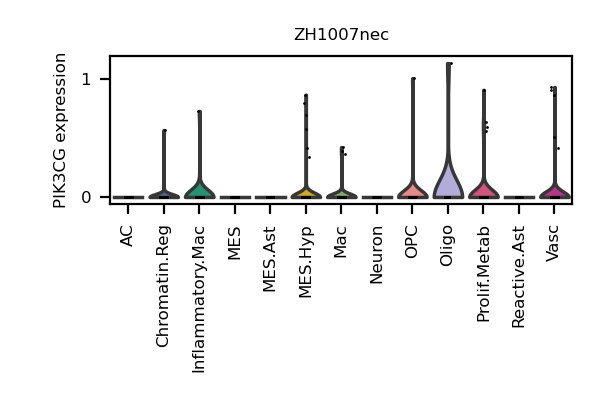 ZH1007nec
PIK3CG expression
1
0
AC
Chromatin.Reg
Inflammatory.Mac
MES
MES.Ast
MES.Hyp
Mac
Neuron
OPC
Oligo
Prolif.Metab
Reactive.Ast
Vasc